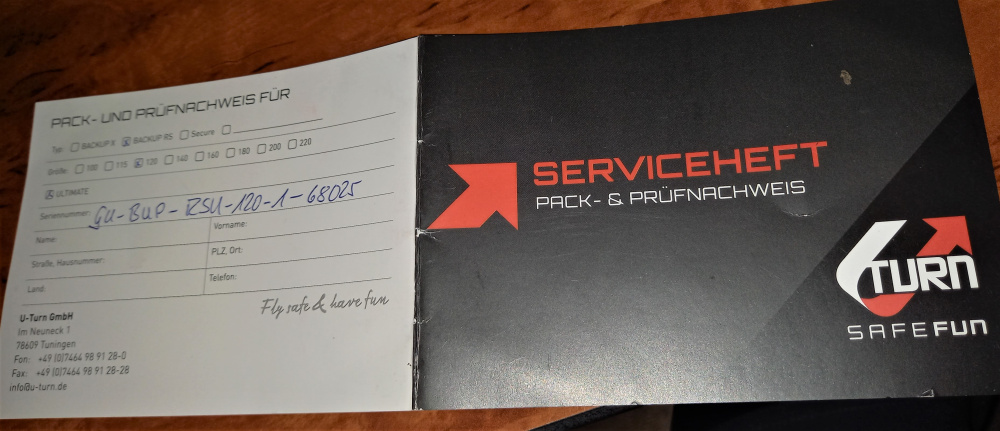 PACK- UND PRÜFNACHWEIS FÜR
Typ: BACKUP X BACKUP RS Secure
Größe: 100 115 120 140 160 180 200 220
ULTIMATE
Seriennummer: GU-BUP-RSU-120-1-68025
Name: Vorname:
Straße, Hausnummer: PLZ, Ort:
Land: Telefon:
Fly safe & have fun
U-Turn GmbH
Im Neuneck 1
78609 Tuningen
Fon: +49 (0)7464 98 91 28-0
Fax: +49 (0)7464 98 91 28-28
info@u-turn.de
SERVICEHEFT
PACK- & PRÜFNACHWEIS
UTURN
SAFEFUN